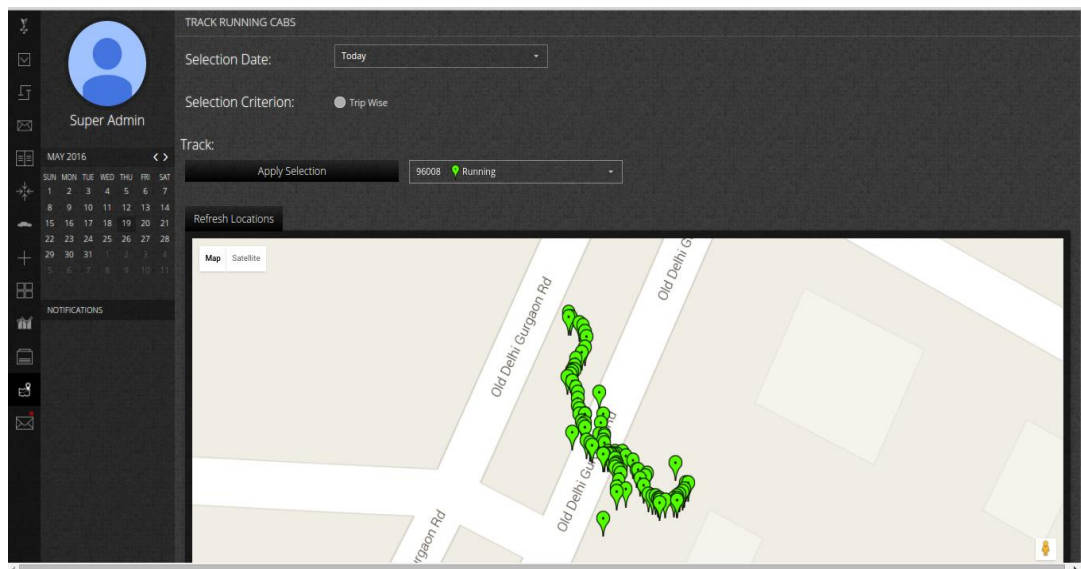 TRACK RUNNING CABS
Selection Date:
Today
Selection Criterion:
Trip Wise
Super Admin
Track:
Apply Selection
96008 Running
MAY 2016 < >
SUN MON TUE WED THU FRI SAT
1 2 3 4 5 6 7
8 9 10 11 12 13 14
15 16 17 18 19 20 21
22 23 24 25 26 27 28
29 30 31 1 2 3 4
5 6 7 8 9 10 11
NOTIFICATIONS
Refresh Locations
Map Satellite
Old Delhi Gurgaon Rd
Old Delhi G
Old Delhi Gu
nd
rgaon Rd